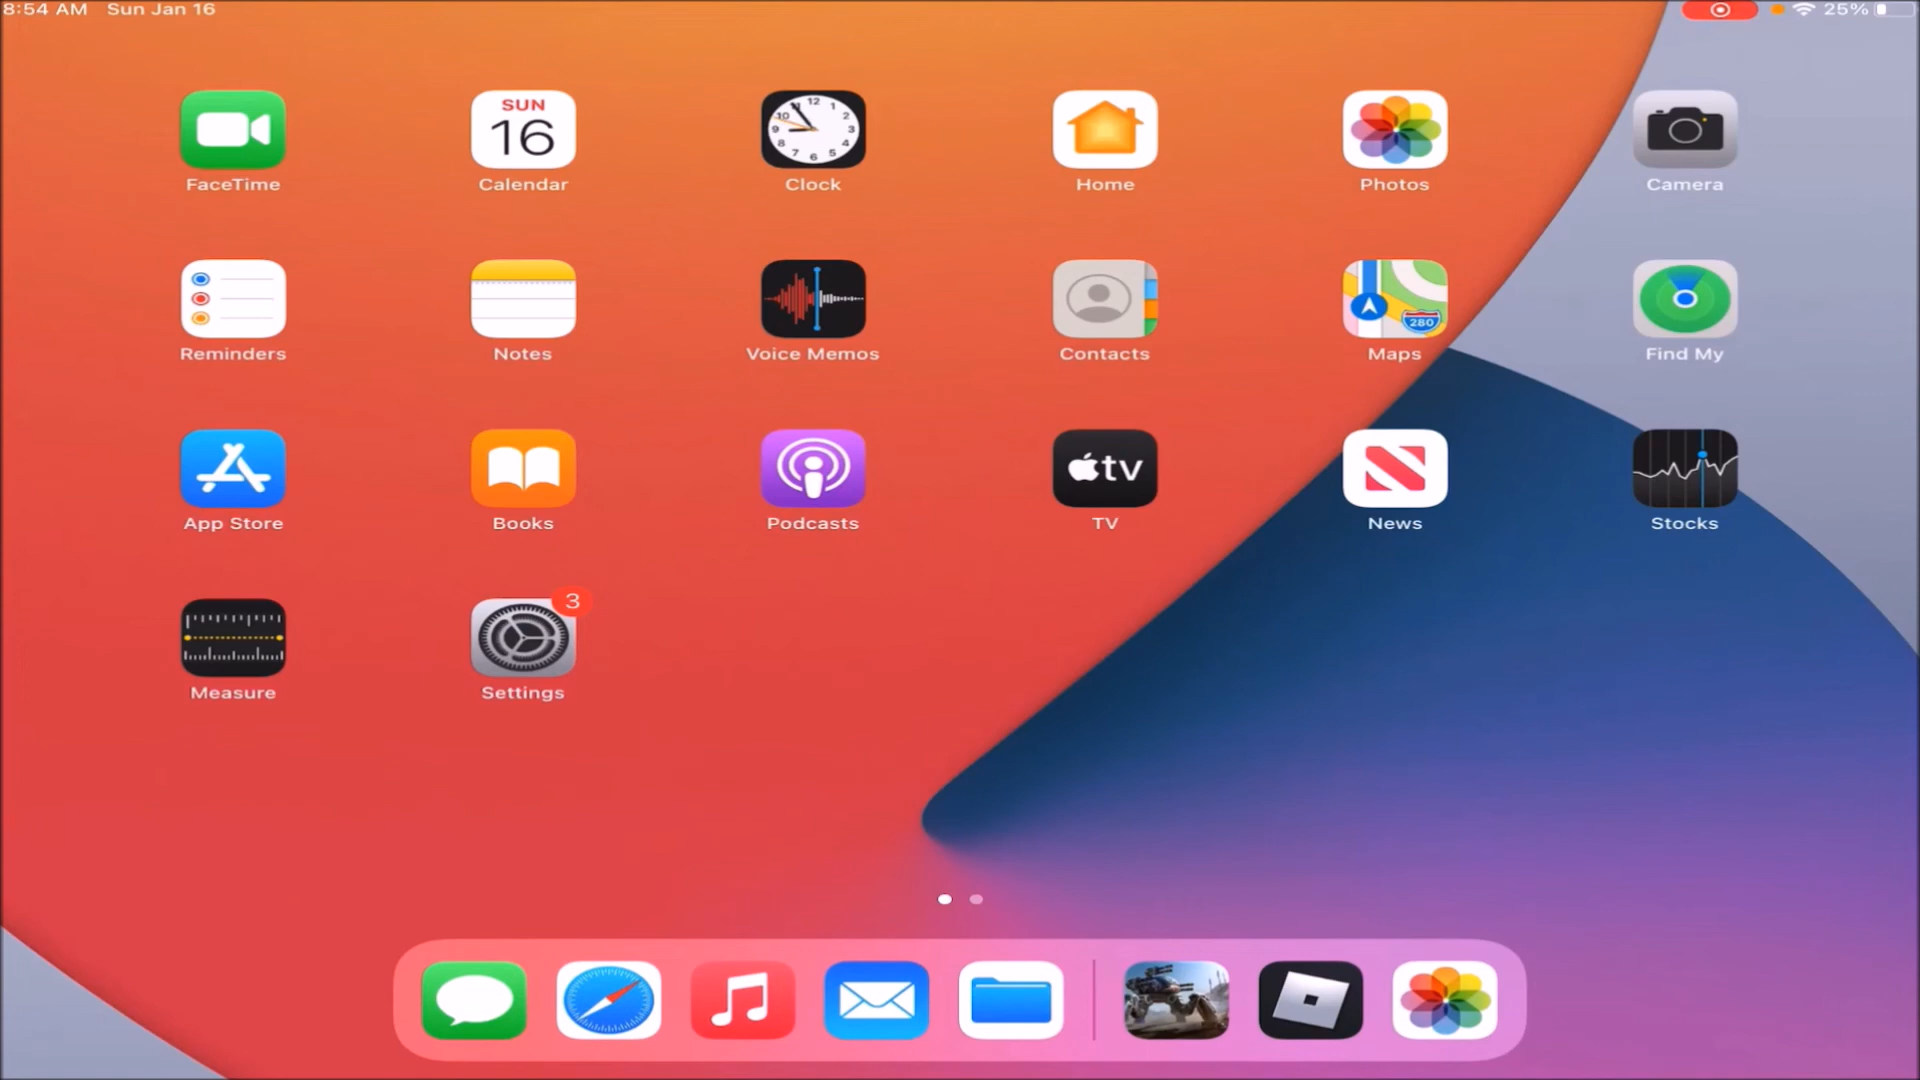 8:54 AM Sun Jan 16
25%
SUN
16
FaceTime
Calendar
Clock
Home
Photos
Camera
280
Reminders
Notes
Voice Memos
Contacts
Maps
Find My
tv
App Store
Books
Podcasts
TV
News
Stocks
3
Measure
Settings